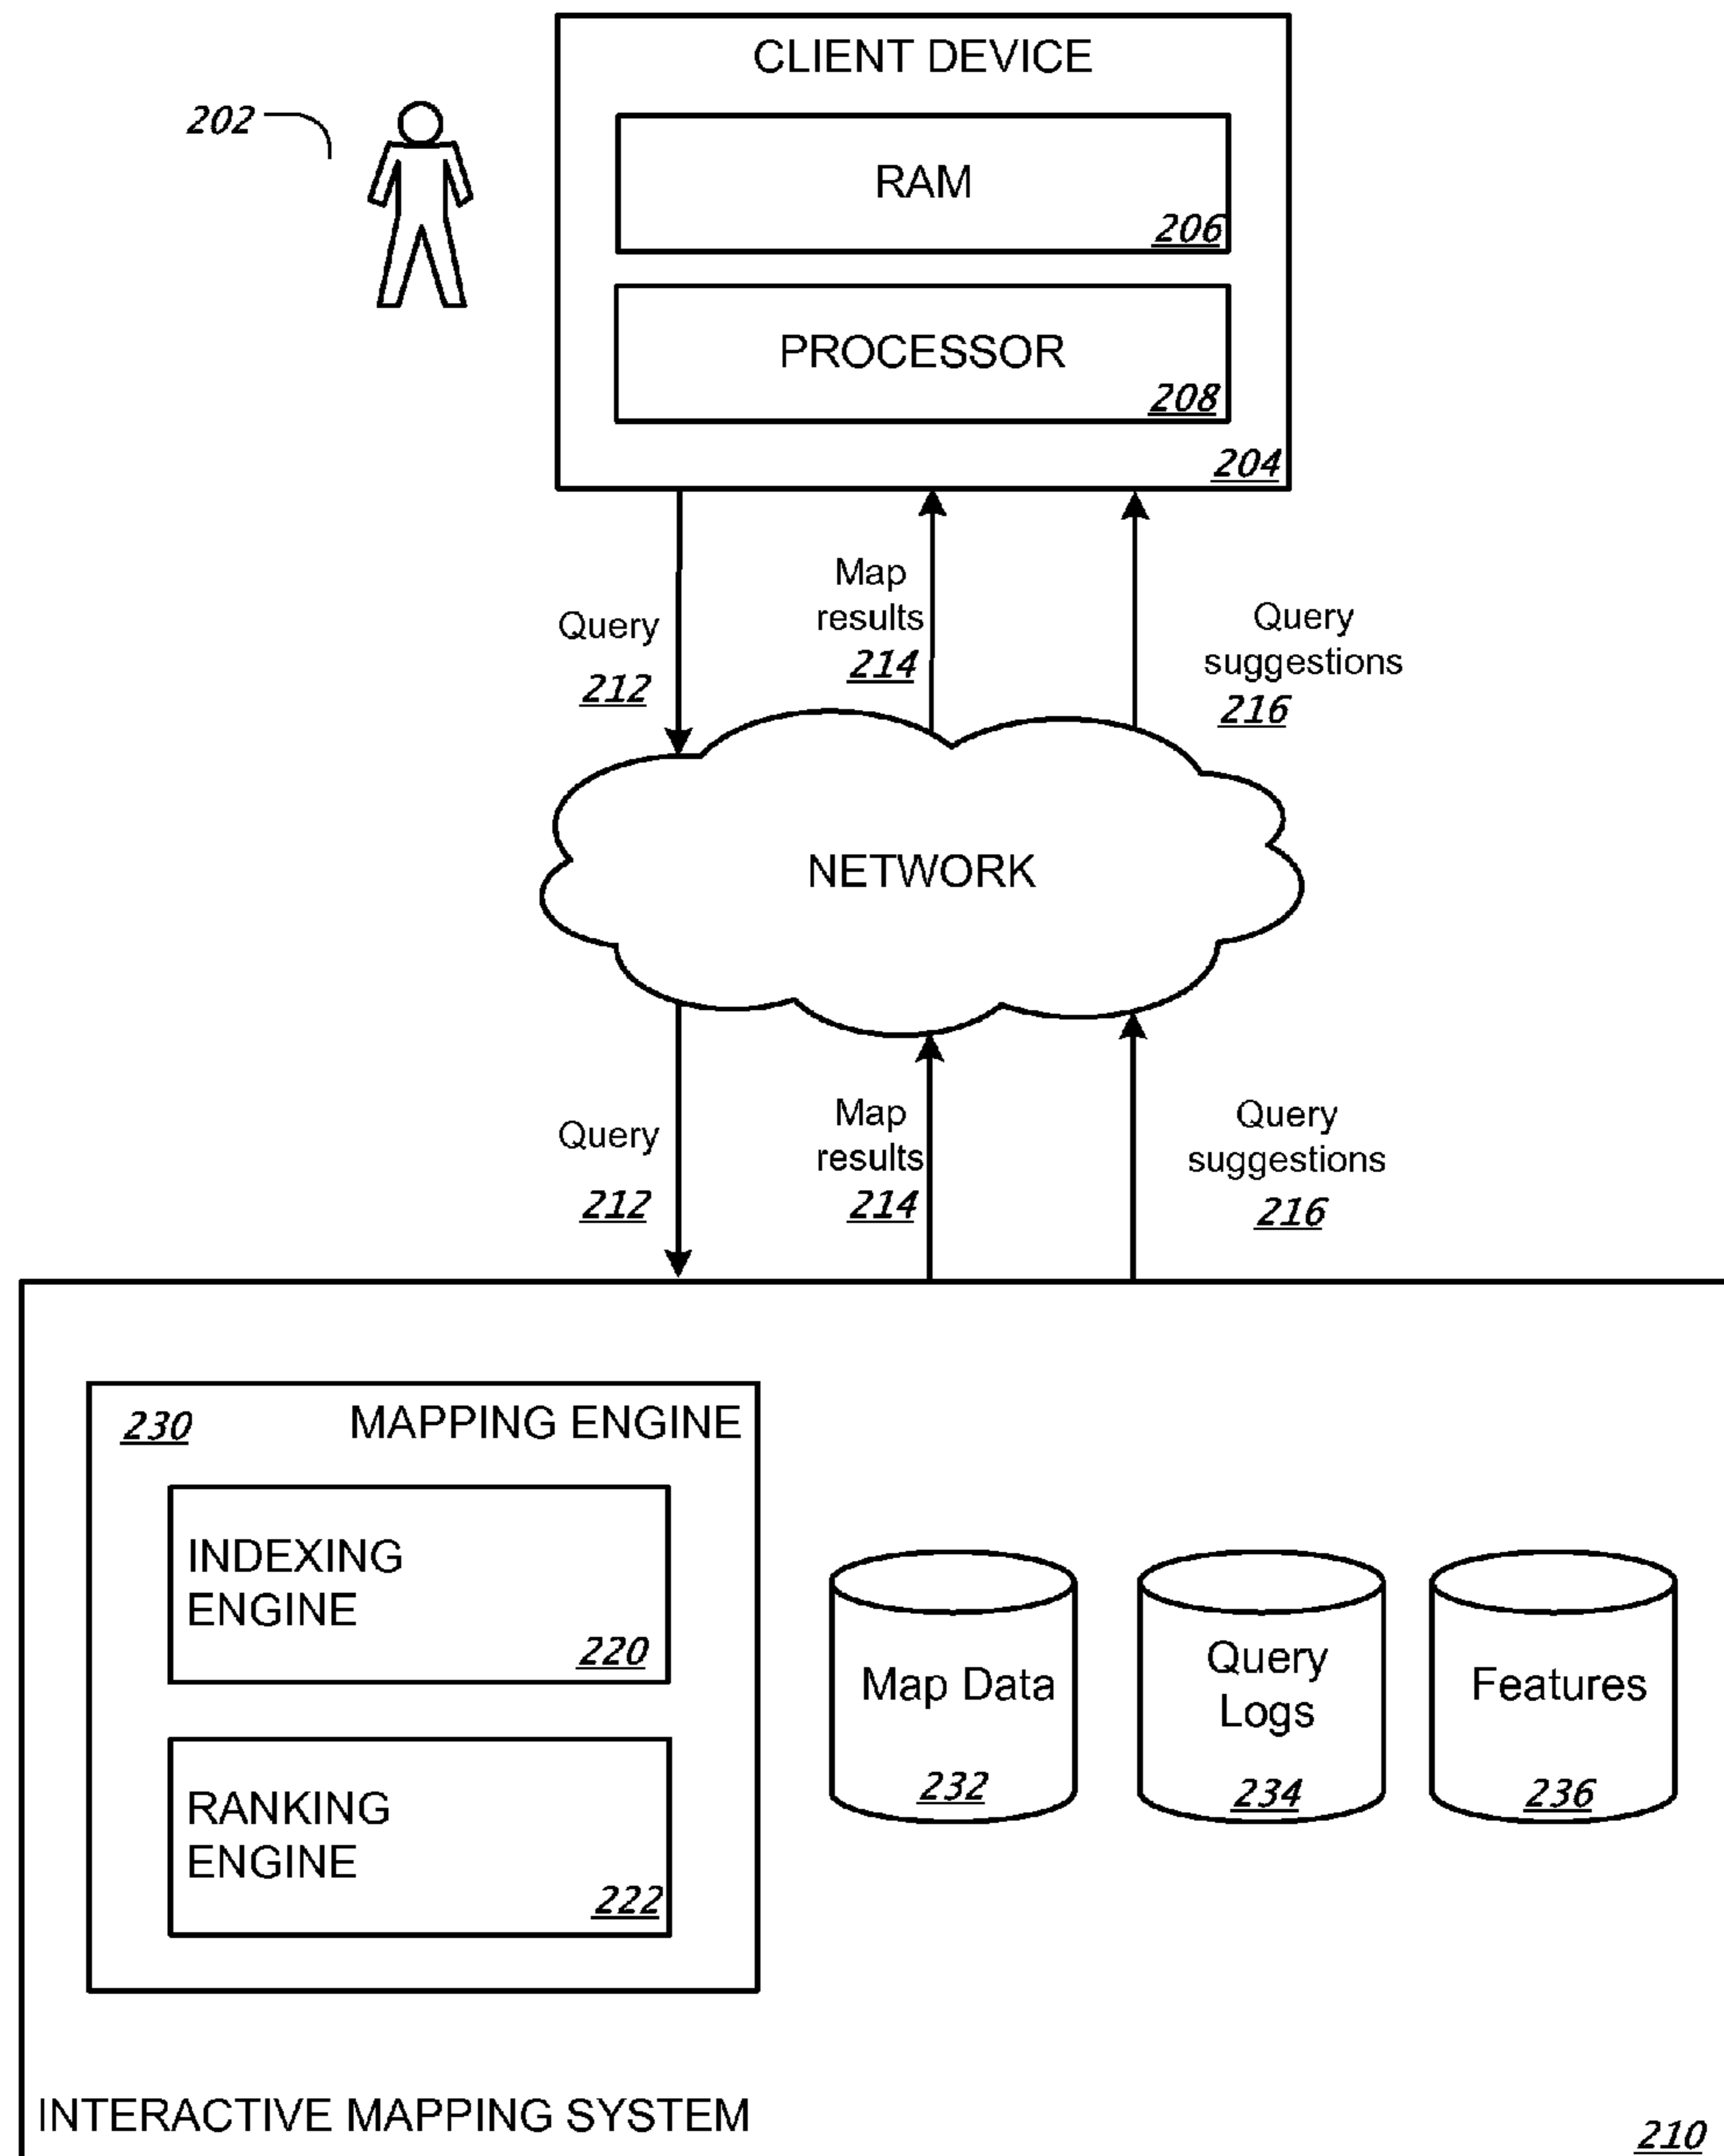 CLIENT DEVICE
202
RAM
206
PROCESSOR
208
204
Query
212
Map
results
214
Query
suggestions
216
NETWORK
Query
212
Map
results
214
Query
suggestions
216
230
MAPPING ENGINE
INDEXING
ENGINE
220
RANKING
ENGINE
222
Map Data
232
Query
Logs
234
Features
236
INTERACTIVE MAPPING SYSTEM
210